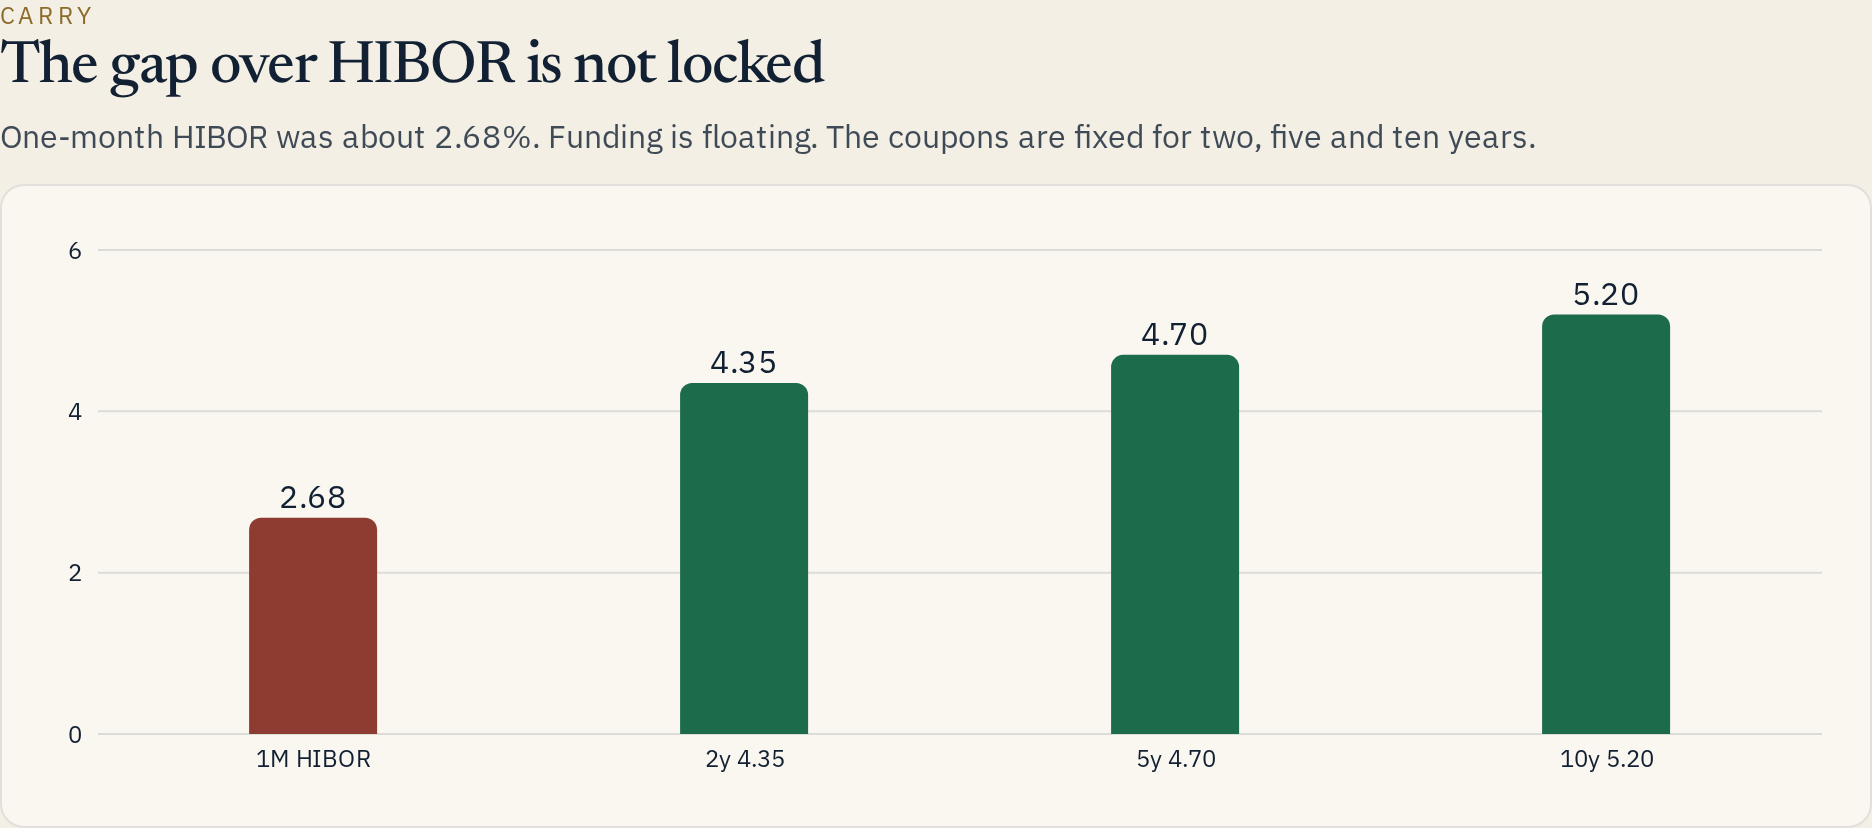 CARRY
The gap over HIBOR is not locked
One-month HIBOR was about 2.68%. Funding is floating. The coupons are fixed for two, five and ten years.
6
5.20
4.70
4.35
4
2.68
2
0
1M HIBOR
2y 4.35
5y 4.70
10y 5.20